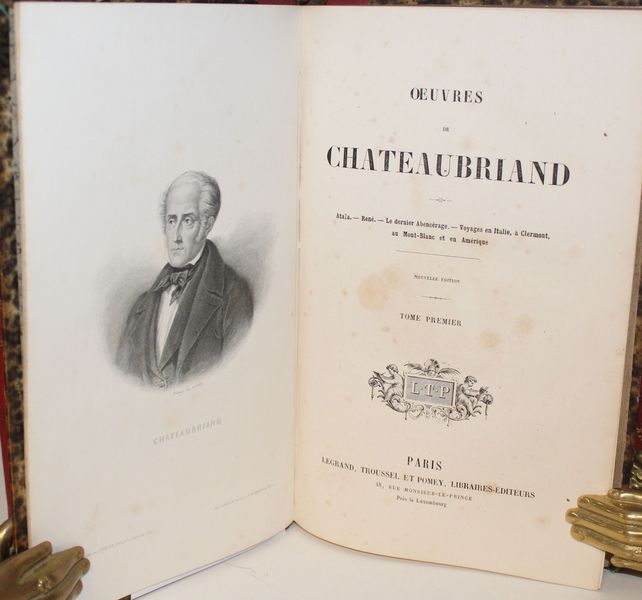 CHATEAUBRIAND
OEUVRES
DE
CHATEAUBRIAND
Atala. — René. — Le dernier Abencérage. — Voyages en Italie, à Clermont,
au Mont-Blanc et en Amérique
NOUVELLE ÉDITION
TOME PREMIER
L·T·P
PARIS
LEGRAND, TROUSSEL ET POMEY, LIBRAIRES-ÉDITEURS
48, RUE MONSIEUR-LE-PRINCE
Près le Luxembourg